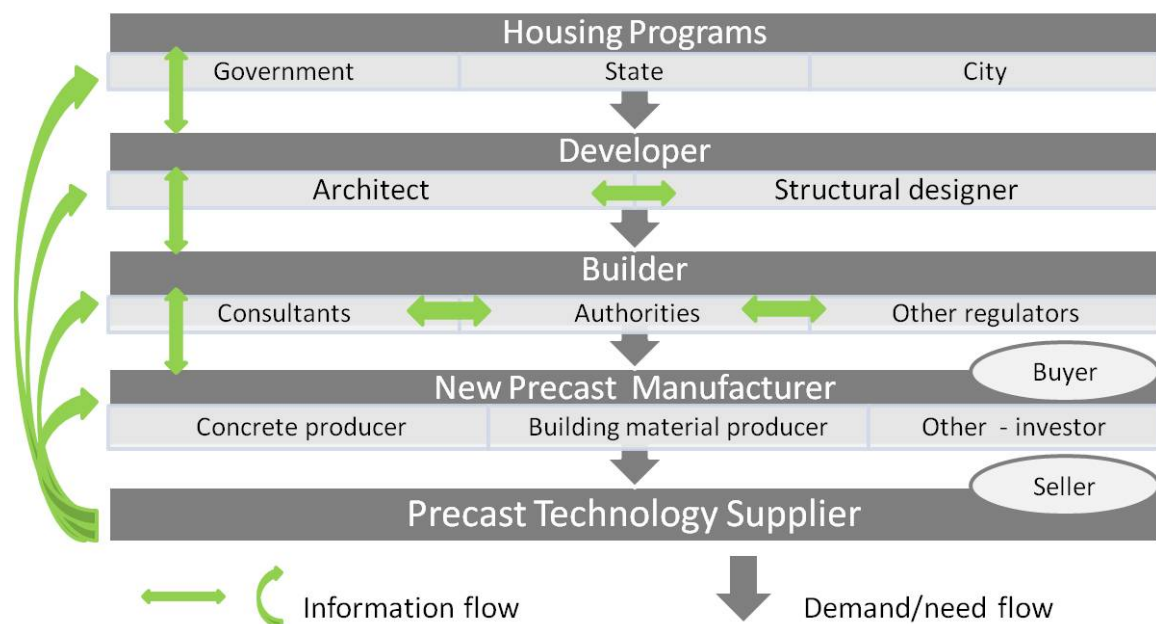 Housing Programs
Government State City
Developer
Architect Structural designer
Builder
Consultants Authorities Other regulators
Buyer
New Precast Manufacturer
Concrete producer Building material producer Other - investor
Seller
Precast Technology Supplier
Information flow Demand/need flow